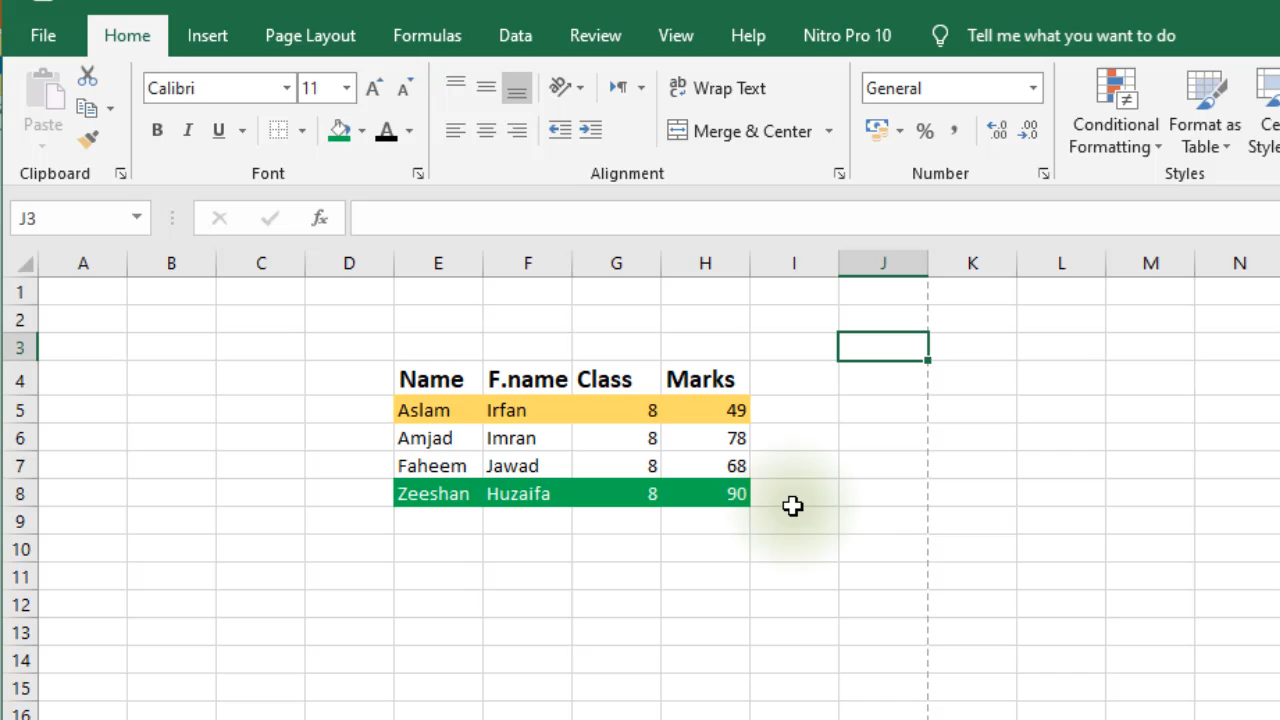 File Home Insert Page Layout Formulas Data Review View Help Nitro Pro 10 Tell me what you want to do
Calibri 11 Wrap Text General
Paste B I U A Merge & Center % Conditional Formatting Format as Table
Clipboard Font Alignment Number Styles
J3 fx
A B C D E F G H I J K L M N
1
2
3
4 Name F.name Class Marks
5 Aslam Irfan 8 49
6 Amjad Imran 8 78
7 Faheem Jawad 8 68
8 Zeeshan Huzaifa 8 90
9
10
11
12
13
14
15
16